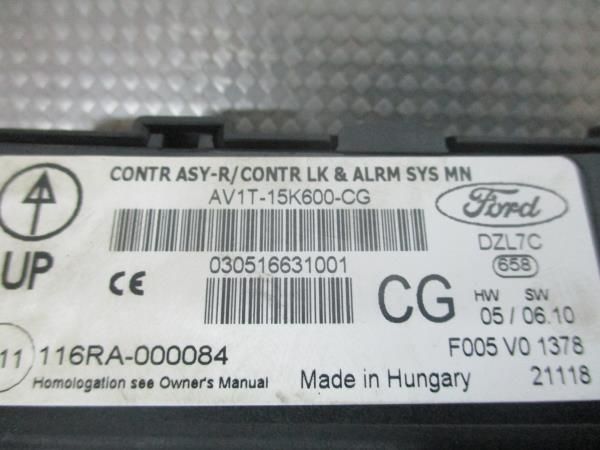 CONTR ASY-R/CONTR LK & ALRM SYS MN
AV1T-15K600-CG
Ford
DZL7C
658
UP
CE
030516631001
CG
HW SW
05 / 06.10
11 116RA-000084
F005 V0 1378
Homologation see Owner's Manual
Made in Hungary
21118